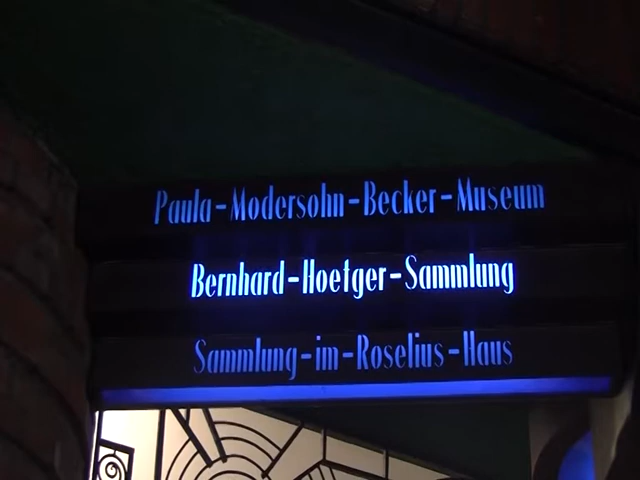 Paula-Modersohn-Becker-Museum
Bernhard-Hoetger-Sammlung
Sammlung-im-Roselius-Haus